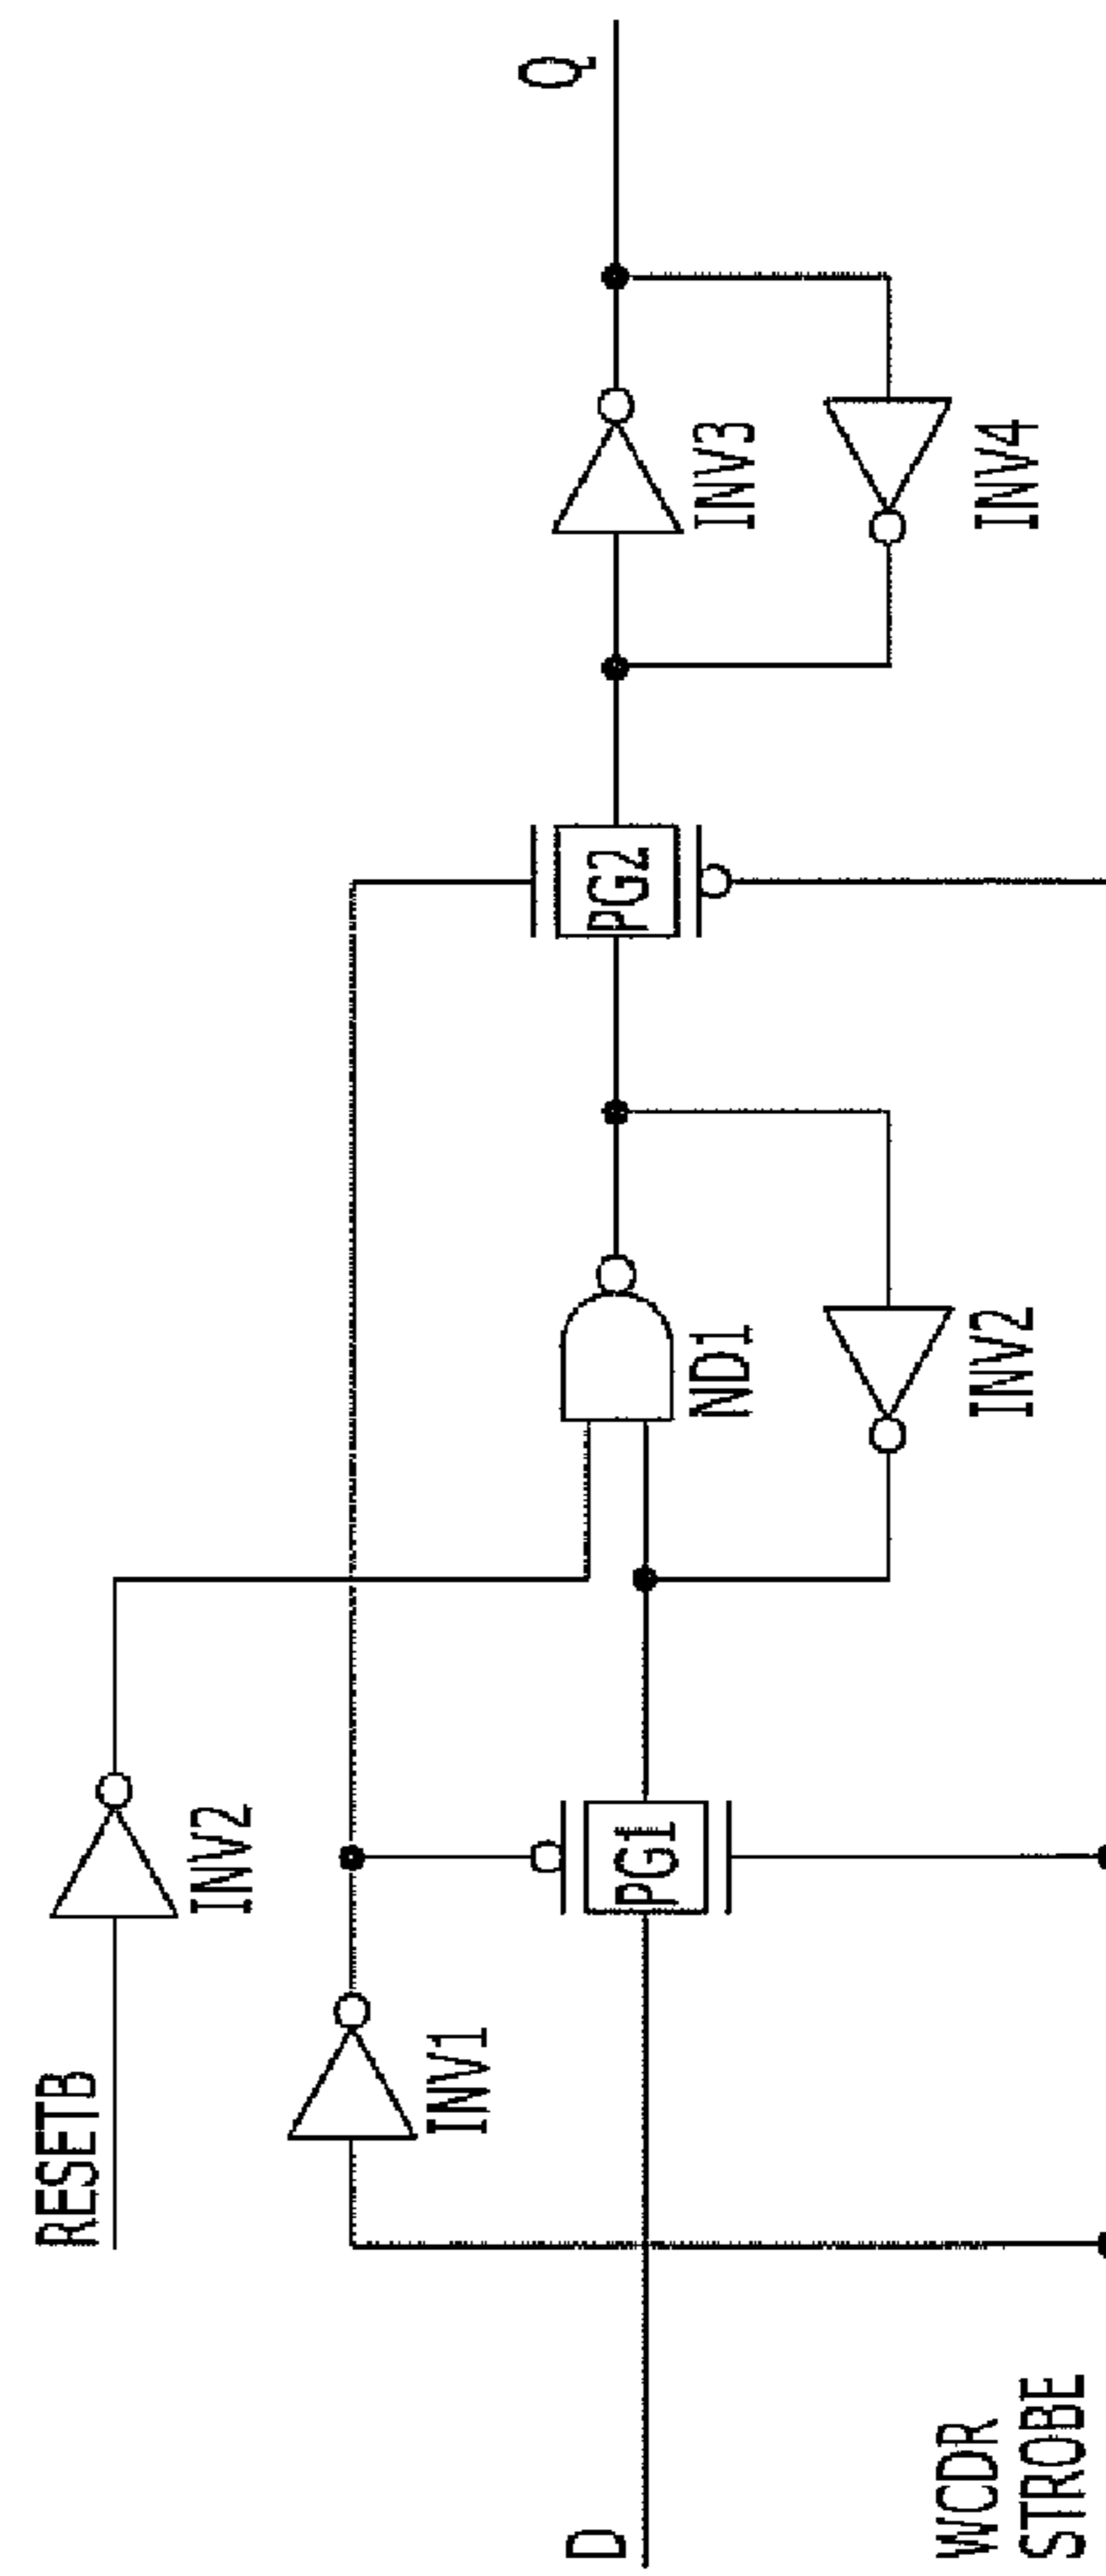 RESETB
INV2
INV1
D
PG1
ND1
INV2
PG2
INV3
INV4
Q
WCDR
STROBE